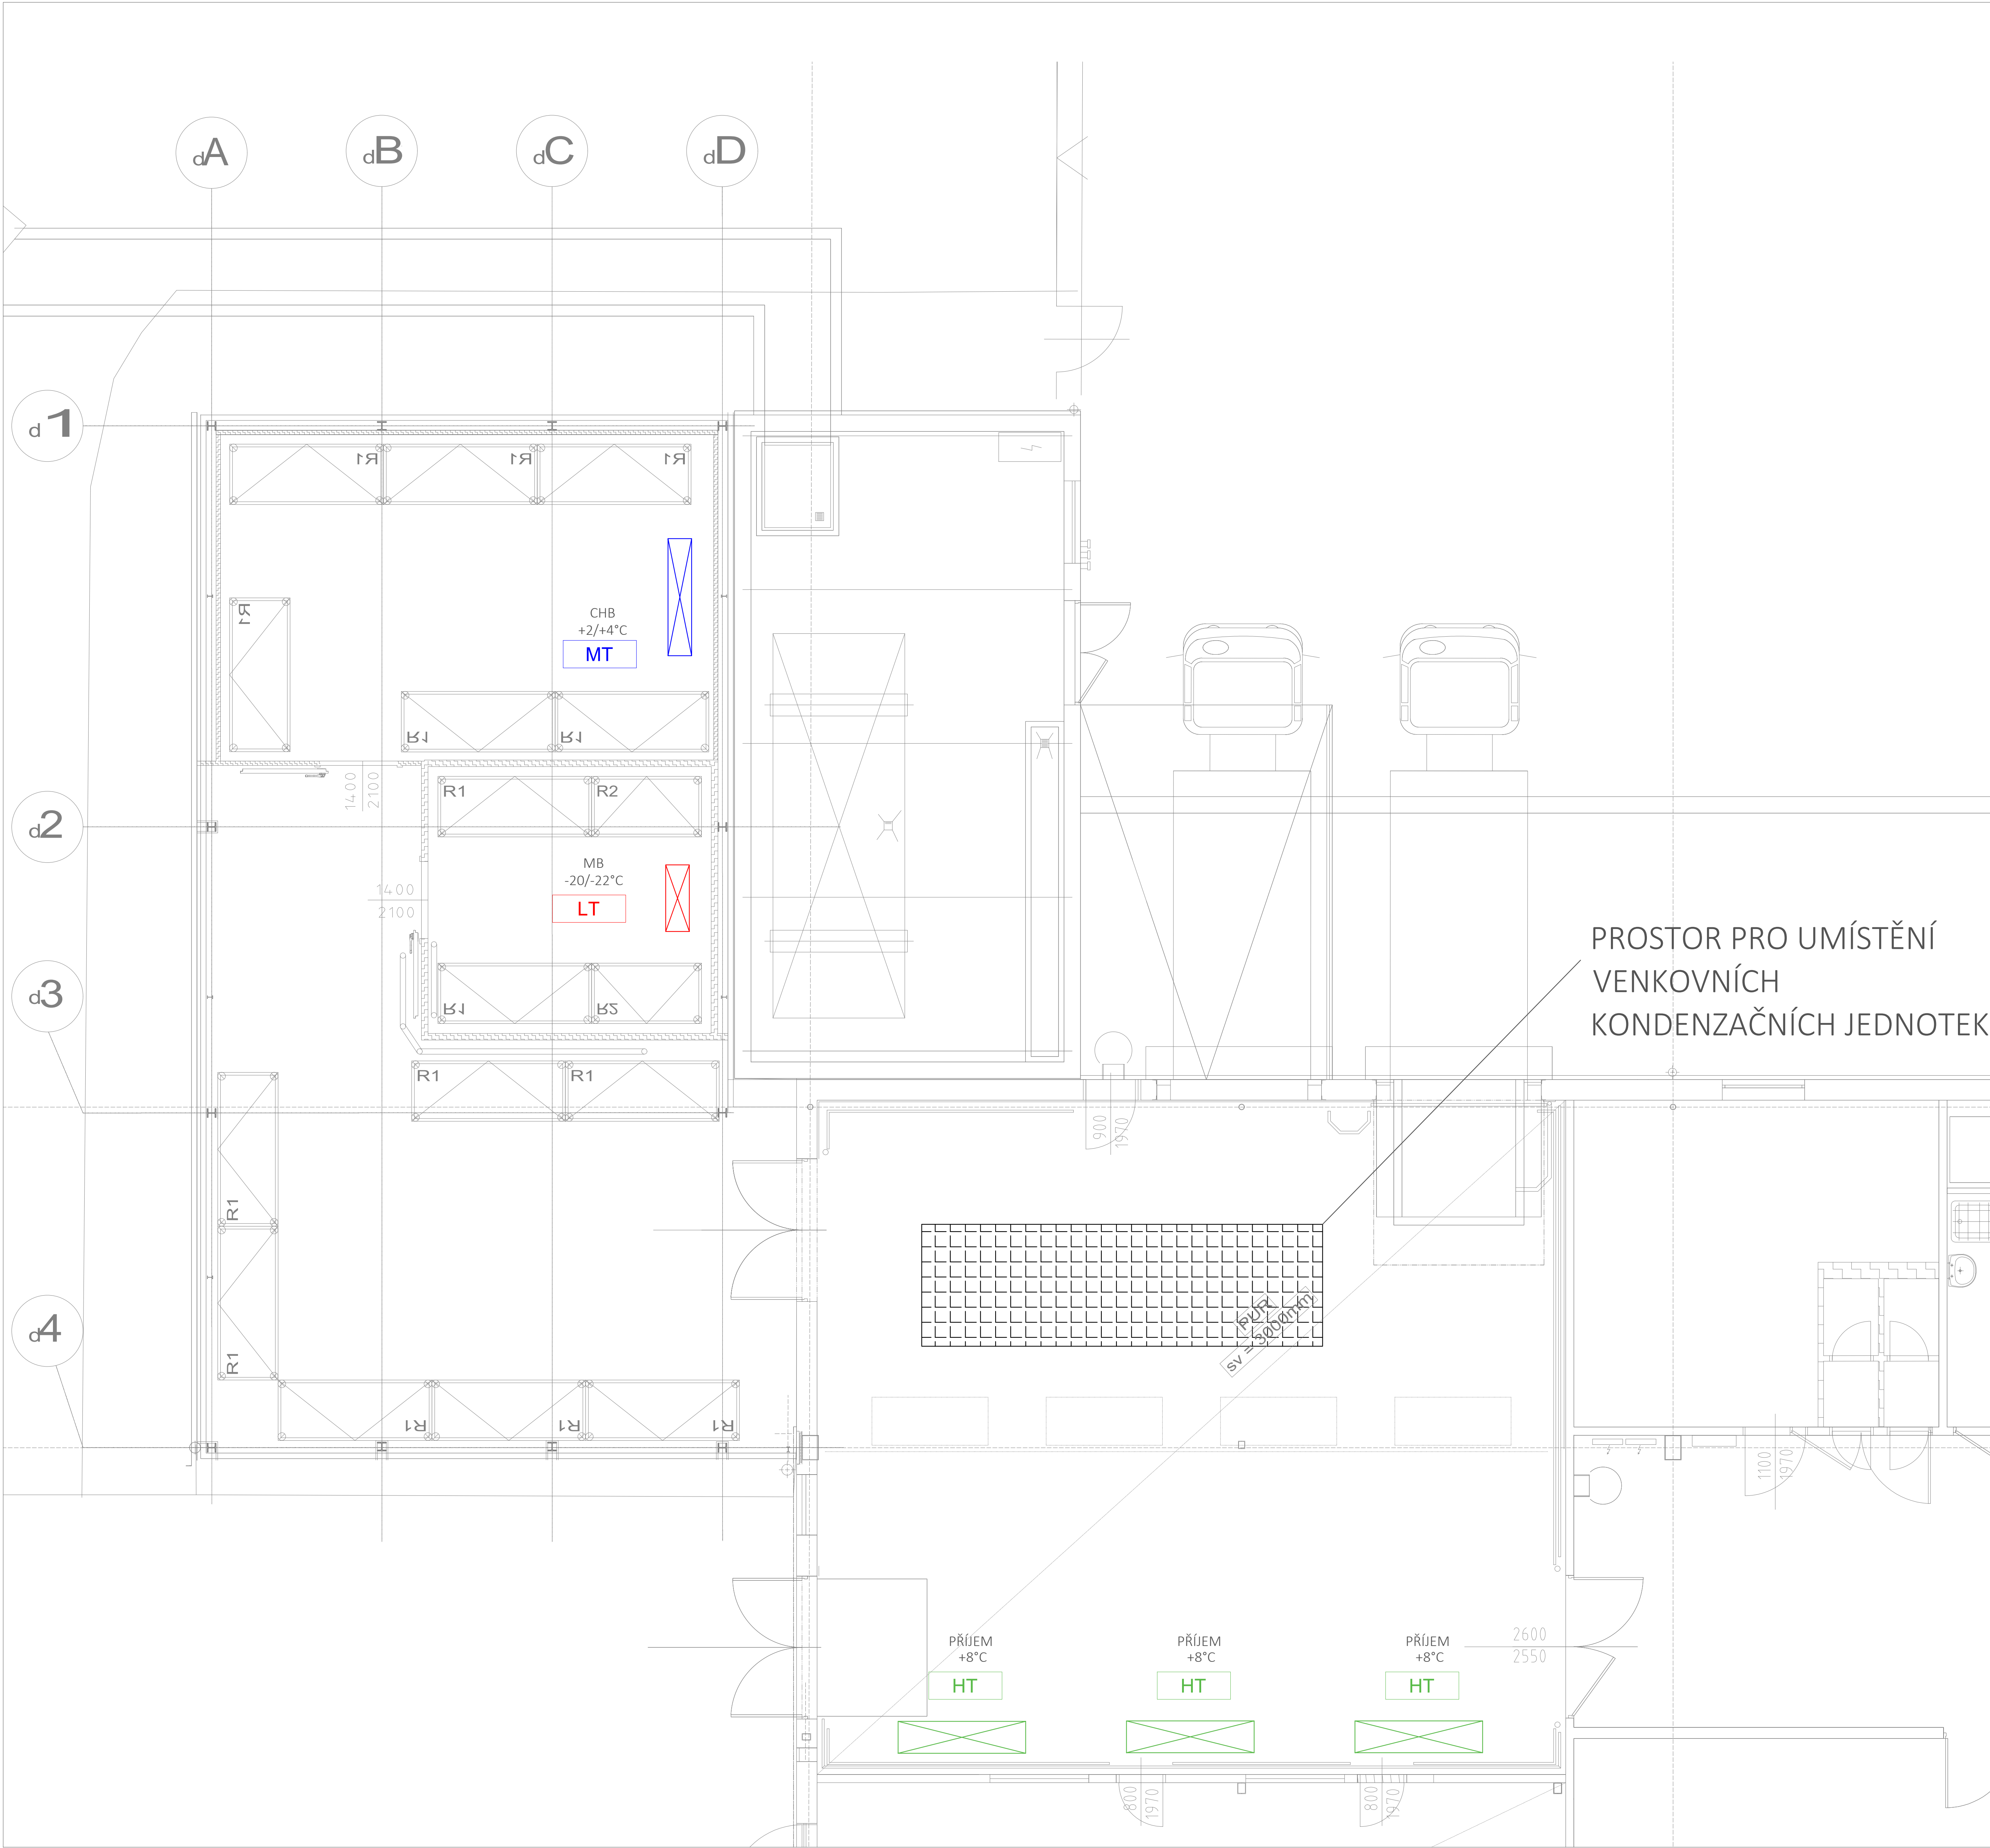 dA
dB
dC
dD
d1
R1
R1
R1
R1
CHB
+2/+4°C
MT
R1
R1
1400
2100
R1
R2
d2
MB
-20/-22°C
LT
1400
2100
PROSTOR PRO UMÍSTĚNÍ
VENKOVNÍCH
KONDENZAČNÍCH JEDNOTEK
d3
R1
R2
R1
R1
900
1970
R1
PUR
sv = 3000mm
d4
R1
R1
R1
R1
1100
1970
PŘÍJEM
+8°C
HT
PŘÍJEM
+8°C
HT
PŘÍJEM
+8°C
HT
2600
2550
800
1970
800
1970